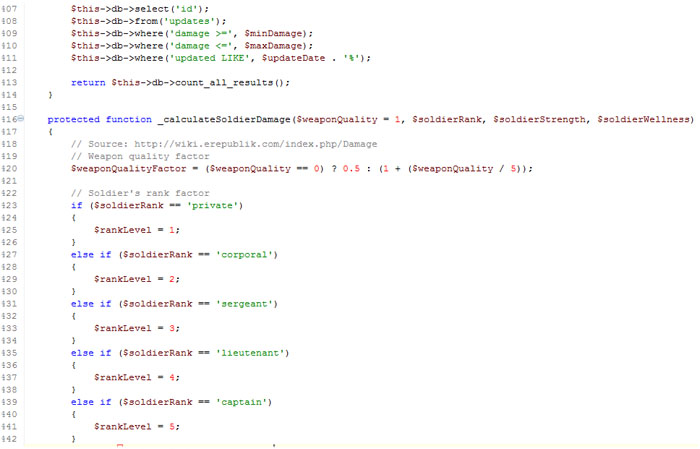 407 $this->db->select('id');
408 $this->db->from('updates');
409 $this->db->where('damage >=', $minDamage);
410 $this->db->where('damage <=', $maxDamage);
411 $this->db->where('updated LIKE', $updateDate . '%');
412
413 return $this->db->count_all_results();
414 }
415
416 protected function _calculateSoldierDamage($weaponQuality = 1, $soldierRank, $soldierStrength, $soldierWellness)
417 {
418 // Source: http://wiki.erepublik.com/index.php/Damage
419 // Weapon quality factor
420 $weaponQualityFactor = ($weaponQuality == 0) ? 0.5 : (1 + ($weaponQuality / 5));
421
422 // Soldier's rank factor
423 if ($soldierRank == 'private')
424 {
425 $rankLevel = 1;
426 }
427 else if ($soldierRank == 'corporal')
428 {
429 $rankLevel = 2;
430 }
431 else if ($soldierRank == 'sergeant')
432 {
433 $rankLevel = 3;
434 }
435 else if ($soldierRank == 'lieutenant')
436 {
437 $rankLevel = 4;
438 }
439 else if ($soldierRank == 'captain')
440 {
441 $rankLevel = 5;
442 }